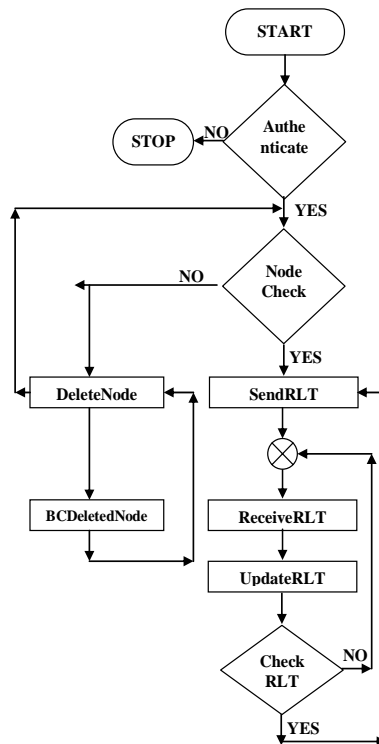 START
Authe
nticate
NO
STOP
YES
Node
Check
NO
YES
DeleteNode
SendRLT
BCDeletedNode
ReceiveRLT
UpdateRLT
Check
RLT
NO
YES